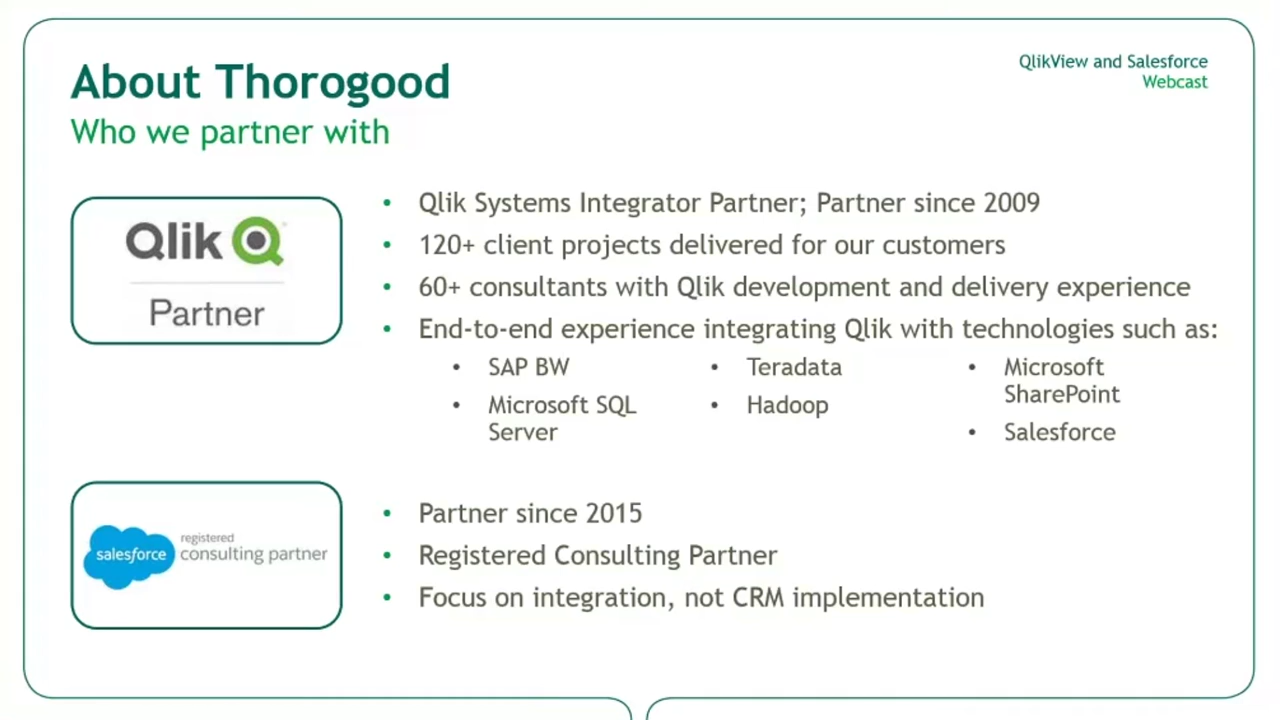 About Thorogood
Who we partner with
QlikView and Salesforce
Webcast
Qlik
Partner
• Qlik Systems Integrator Partner; Partner since 2009
• 120+ client projects delivered for our customers
• 60+ consultants with Qlik development and delivery experience
• End-to-end experience integrating Qlik with technologies such as:
• SAP BW
• Microsoft SQL
Server
• Teradata
• Hadoop
• Microsoft
SharePoint
• Salesforce
salesforce
registered
consulting partner
• Partner since 2015
• Registered Consulting Partner
• Focus on integration, not CRM implementation